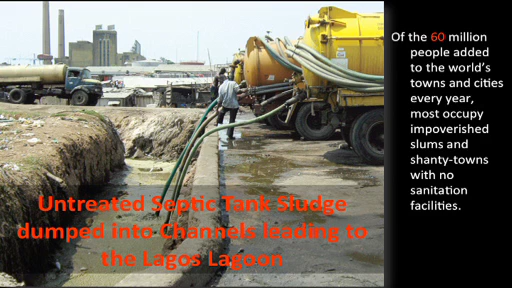 Of the 60 million
people added
to the world's
towns and cities
every year,
most occupy
impoverished
slums and
shanty-towns
with no
sanitation
facilities.
Untreated Septic Tank Sludge
dumped into Channels leading to
the Lagos Lagoon